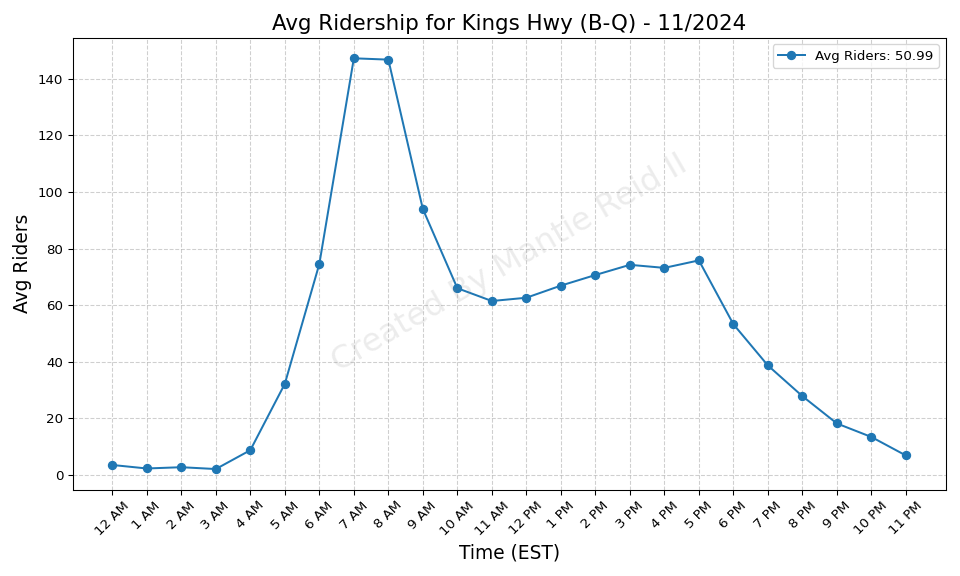 Avg Ridership for Kings Hwy (B-Q) - 11/2024
Avg Riders: 50.99
140
120
100
80
60
40
20
0
Avg Riders
Created By Mantle Reid II
12 AM
1 AM
2 AM
3 AM
4 AM
5 AM
6 AM
7 AM
8 AM
9 AM
10 AM
11 AM
12 PM
1 PM
2 PM
3 PM
4 PM
5 PM
6 PM
7 PM
8 PM
9 PM
10 PM
11 PM
Time (EST)